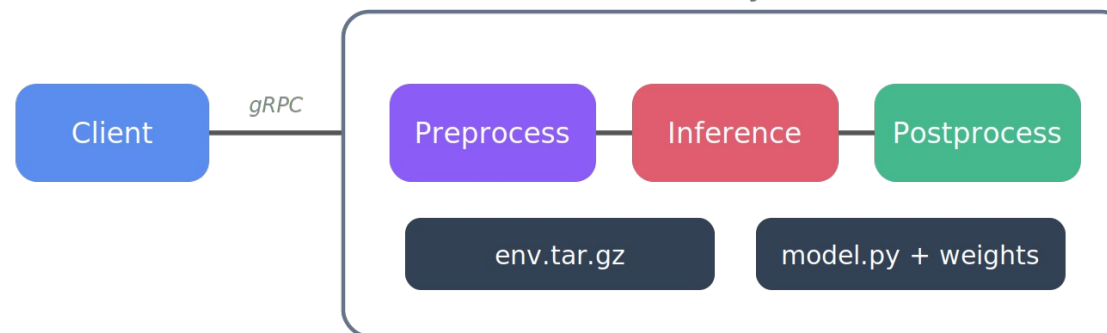 Client
gRPC
Preprocess
Inference
Postprocess
env.tar.gz
model.py + weights